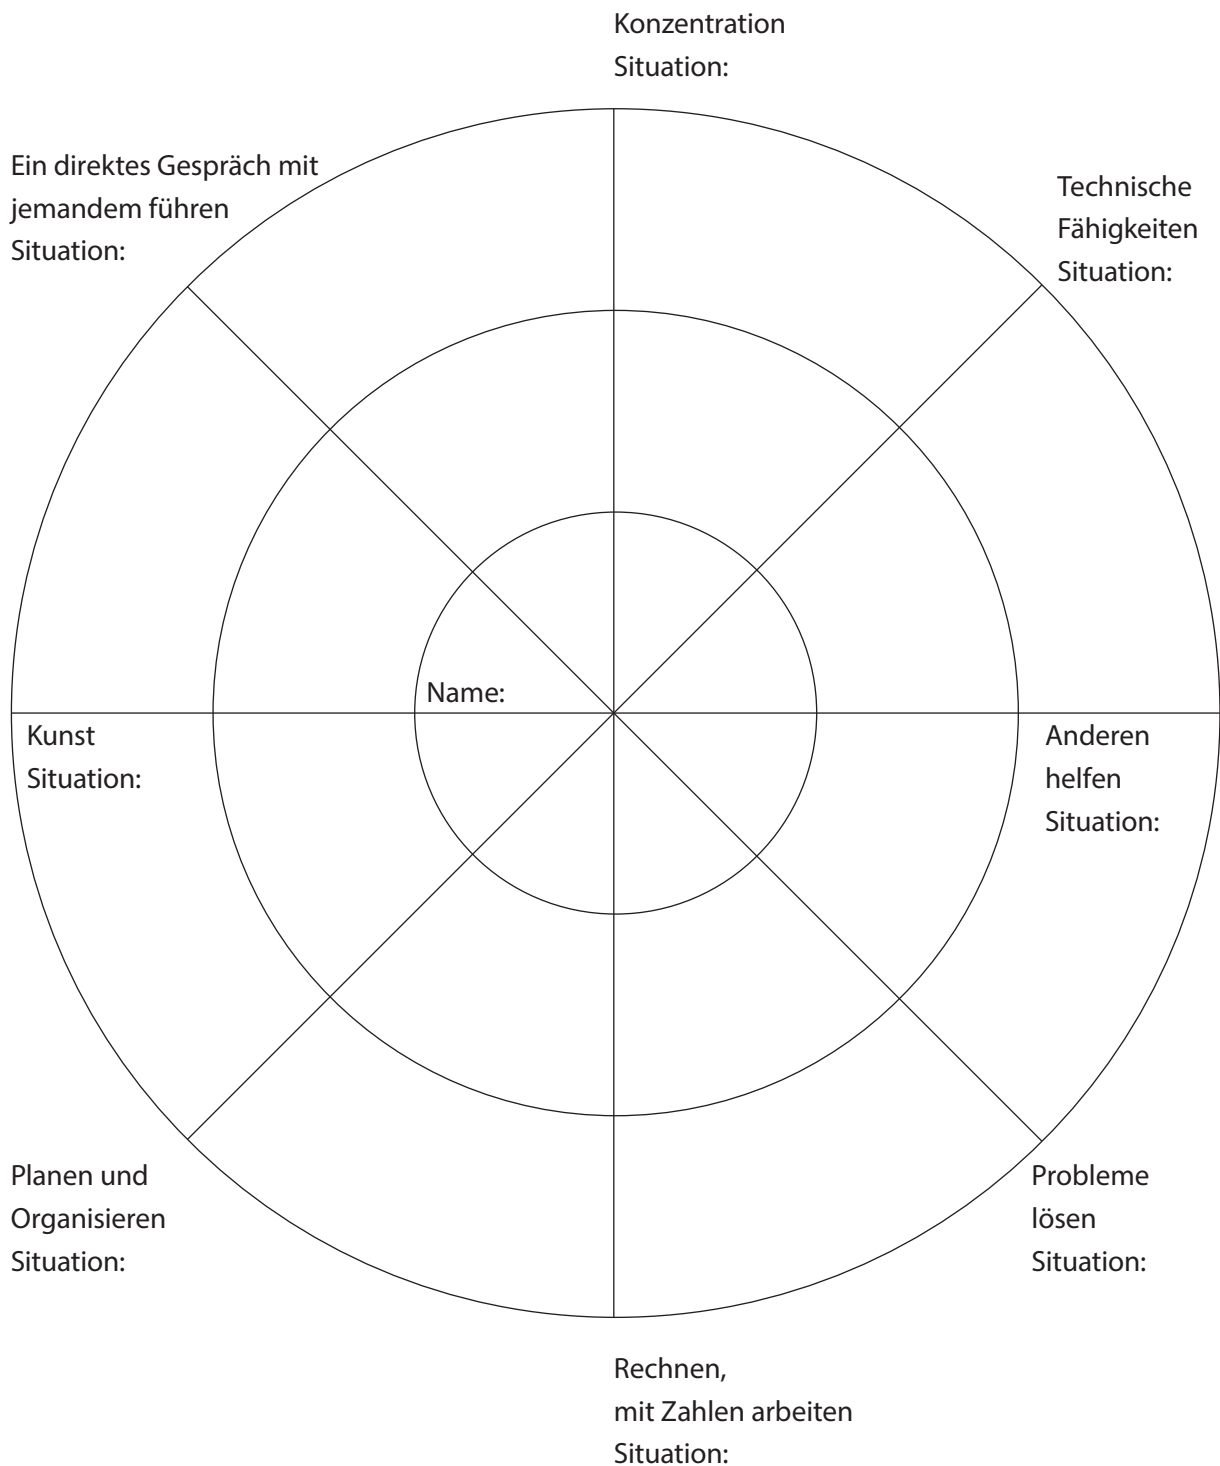 Konzentration
Situation:
Ein direktes Gespräch mit
jemandem führen
Situation:
Technische
Fähigkeiten
Situation:
Name:
Kunst
Situation:
Anderen
helfen
Situation:
Planen und
Organisieren
Situation:
Probleme
lösen
Situation:
Rechnen,
mit Zahlen arbeiten
Situation: